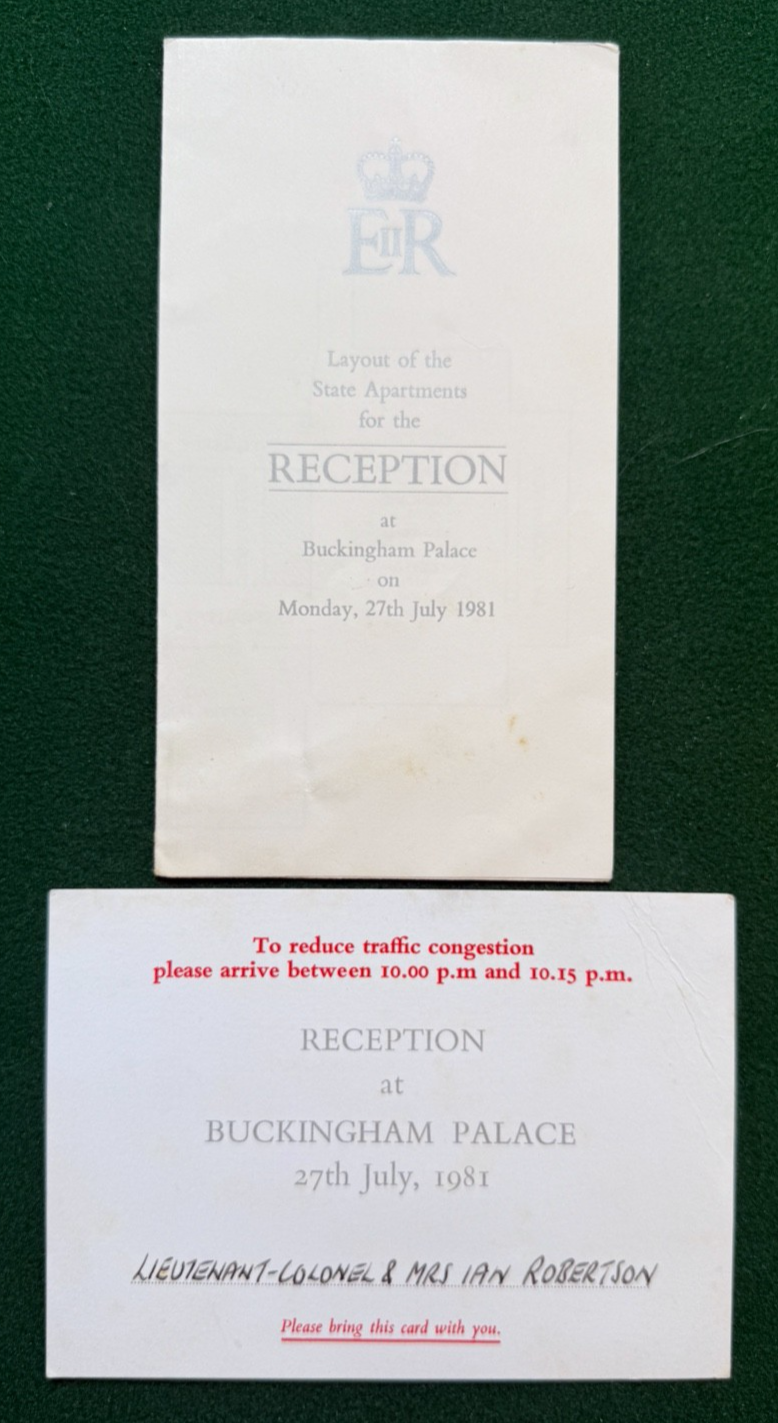 EIIR
Layout of the
State Apartments
for the
RECEPTION
at
Buckingham Palace
on
Monday, 27th July 1981
To reduce traffic congestion
please arrive between 10.00 p.m and 10.15 p.m.
RECEPTION
at
BUCKINGHAM PALACE
27th July, 1981
LIEUTENANT-COLONEL & MRS IAN ROBERTSON
Please bring this card with you.